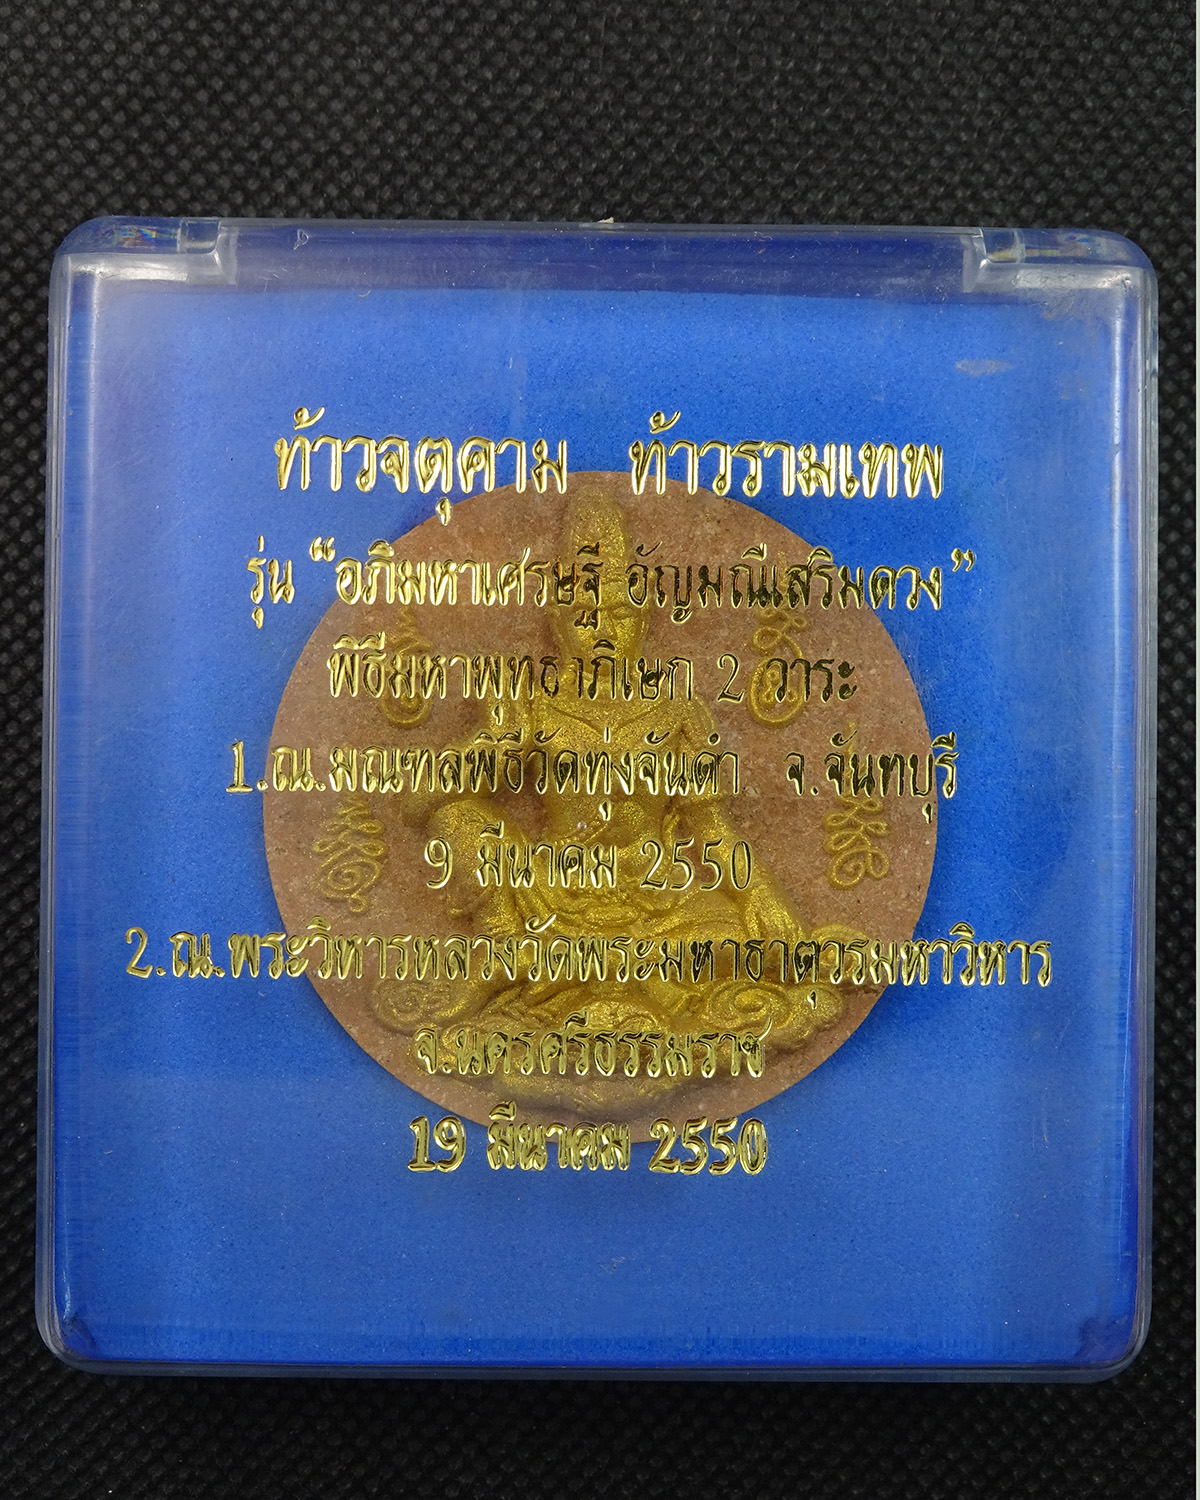 ท้าวจตุคาม ท้าวรามเทพ
รุ่น “อภิมหาเศรษฐี อัญมณีเสริมดวง”
พิธีมหาพุทธาภิเษก 2 วาระ
1.ณ.มณฑลพิธีวัดทุ่งจันดำ จ.จันทบุรี
9 มีนาคม 2550
2.ณ.พระวิหารหลวงวัดพระมหาธาตุวรมหาวิหาร
จ.นครศรีธรรมราช
19 มีนาคม 2550